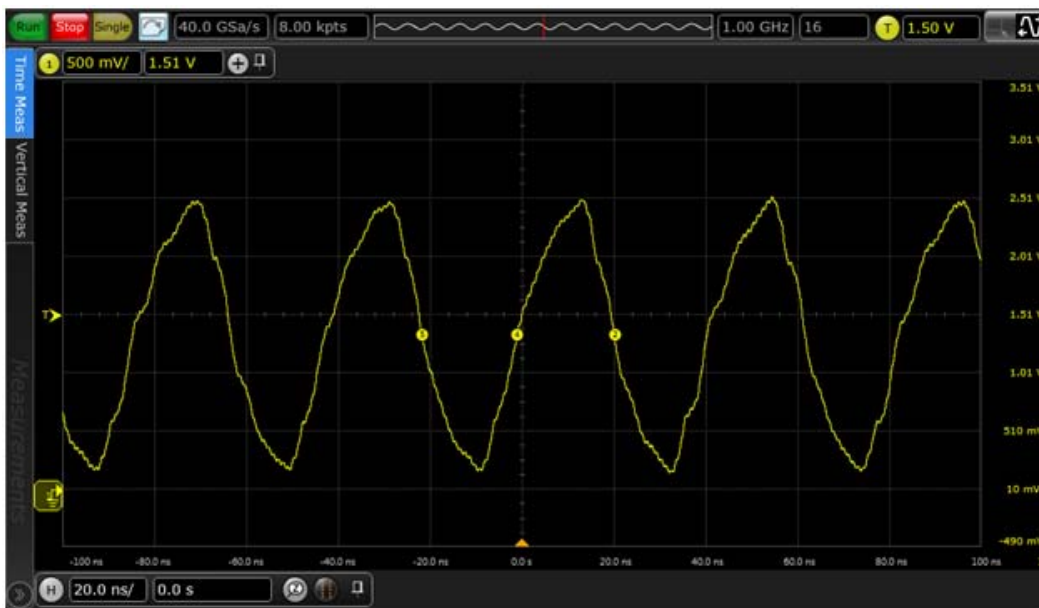 Run Stop Single 40.0 GSa/s 8.00 kpts 1.00 GHz 16 T 1.50 V
1 500 mV/ 1.51 V
Time Meas
Vertical Meas
Measurements
3.51 V
3.01 V
2.51 V
2.01 V
T 1.51 V
5 4 2
1.01 V
510 mV
10 mV
-490 mV
-100 ns -80.0 ns -60.0 ns -40.0 ns -20.0 ns 0.0 s 20.0 ns 40.0 ns 60.0 ns 80.0 ns 100 ns
H 20.0 ns/ 0.0 s